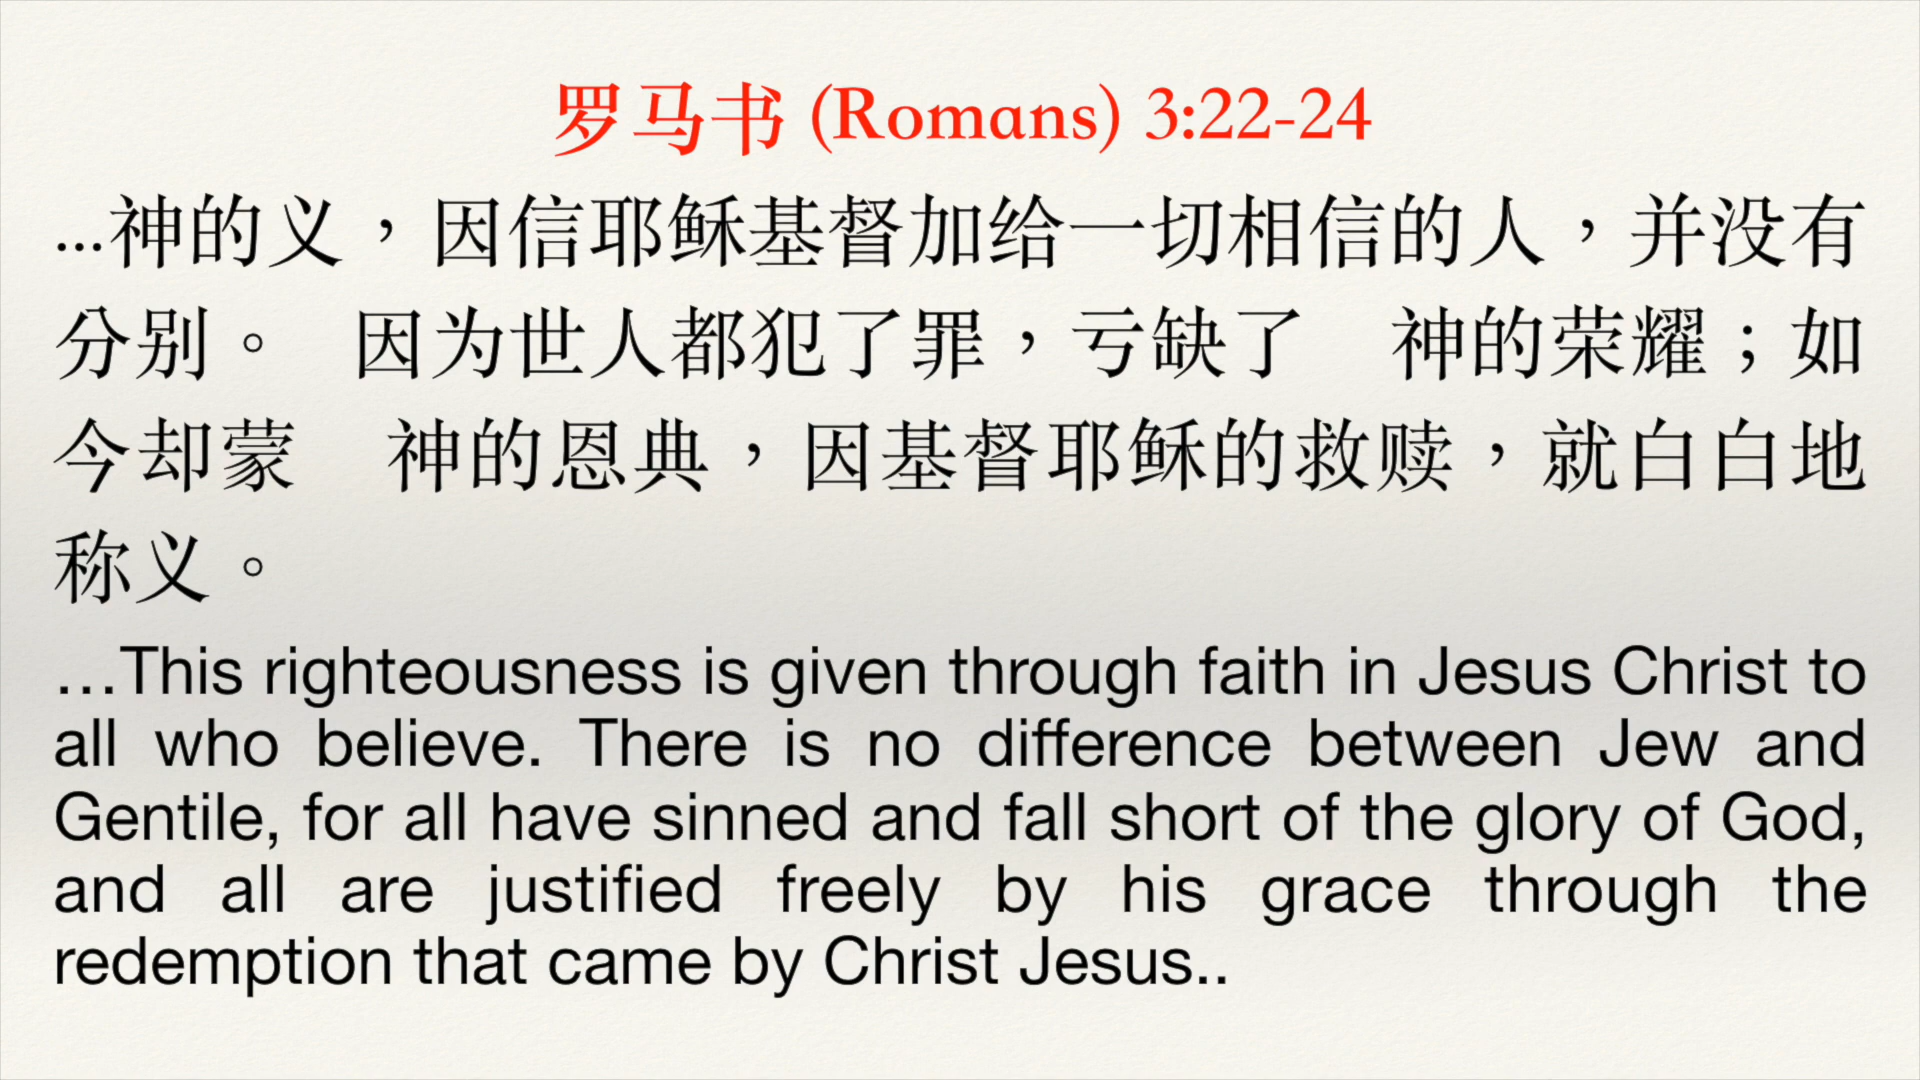 罗马书 (Romans) 3:22-24
...神的义，因信耶稣基督加给一切相信的人，并没有
分别。　因为世人都犯了罪，亏缺了　神的荣耀；如
今却蒙　神的恩典，因基督耶稣的救赎，就白白地
称义。
…This righteousness is given through faith in Jesus Christ to
all who believe. There is no difference between Jew and
Gentile, for all have sinned and fall short of the glory of God,
and all are justified freely by his grace through the
redemption that came by Christ Jesus..